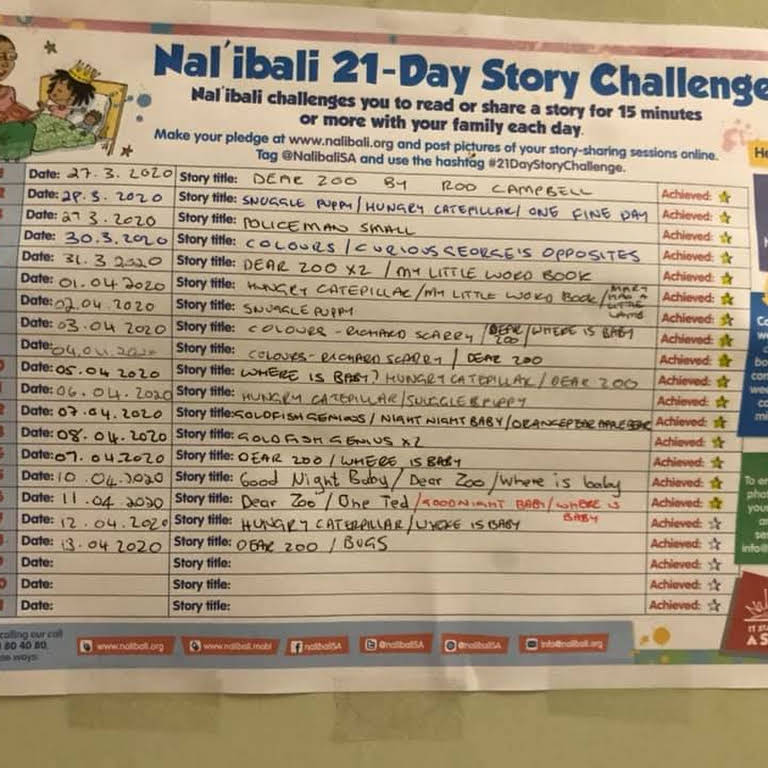 Nal'ibali 21-Day Story Challenge
Nal'ibali challenges you to read or share a story for 15 minutes
or more with your family each day.
Make your pledge at www.nalibali.org and post pictures of your story-sharing sessions online.
Tag @NalibaliSA and use the hashtag #21DayStoryChallenge.
Date: 27.3.2020 Story title: DEAR ZOO BY ROD CAMPBELL Achieved:
Date: 28.3.2020 Story title: SNUGGLE PUPPY/HUNGRY CATEPILLAR/ ONE FINE DAY Achieved:
Date: 29 3.2020 Story title: POLICEMAN SMALL Achieved:
Date: 30.3.2020 Story title: COLOURS / CURIOUS GEORGE'S OPPOSITES Achieved:
Date: 31.3 2020 Story title: DEAR ZOO X2 / MY LITTLE WORD BOOK Achieved:
Date: 01.04 2020 Story title: HUNGRY CATEPILLAR/MY LITTLE WORD BOOK/MARY HAD A LITTLE LAMB Achieved:
Date: 02.04.2020 Story title: SNUGGLE PUPPY Achieved:
Date: 03.04 2020 Story title: COLOURS - RICHARD SCARRY /DEAR ZOO/WHERE IS BABY Achieved:
Date: 04.04.2020 Story title: COLOURS- RICHARD SCARRY / DEAR ZOO Achieved:
Date: 05.04 2020 Story title: WHERE IS BABY? HUNGRY CATEPILLAR/DEAR ZOO Achieved:
Date: 06.04.2020 Story title: HUNGRY CATERPILLAR/SNUGGLE PUPPY Achieved:
Date: 07.04.2020 Story title: GOLDFISH GENIOUS/NIGHT NIGHT BABY/ORANGE PEAR APPLE BEAR Achieved:
Date: 08.04.2020 Story title: GOLDFISH GENIUS X2 Achieved:
Date: 09.04.2020 Story title: DEAR ZOO /WHERE IS BABY Achieved:
Date: 10.04.2020 Story title: Good Night Baby/Dear Zoo/Where is baby Achieved:
Date: 11.04 2020 Story title: Dear Zoo/One Ted/GOODNIGHT BABY/WHERE IS BABY Achieved:
Date: 12.04.2020 Story title: HUNGRY CATERPILLAR/WHERE IS BABY Achieved:
Date: 13.04 2020 Story title: DEAR ZOO / BUGS Achieved:
Date: Story title: Achieved:
Date: Story title: Achieved:
Date: Story title: Achieved:
calling our call
80 40 80,
ways:
www.nalibali.org www.nalibali.mobi nalibaliSA @nalibaliSA @nalibaliSA info@nalibali.org